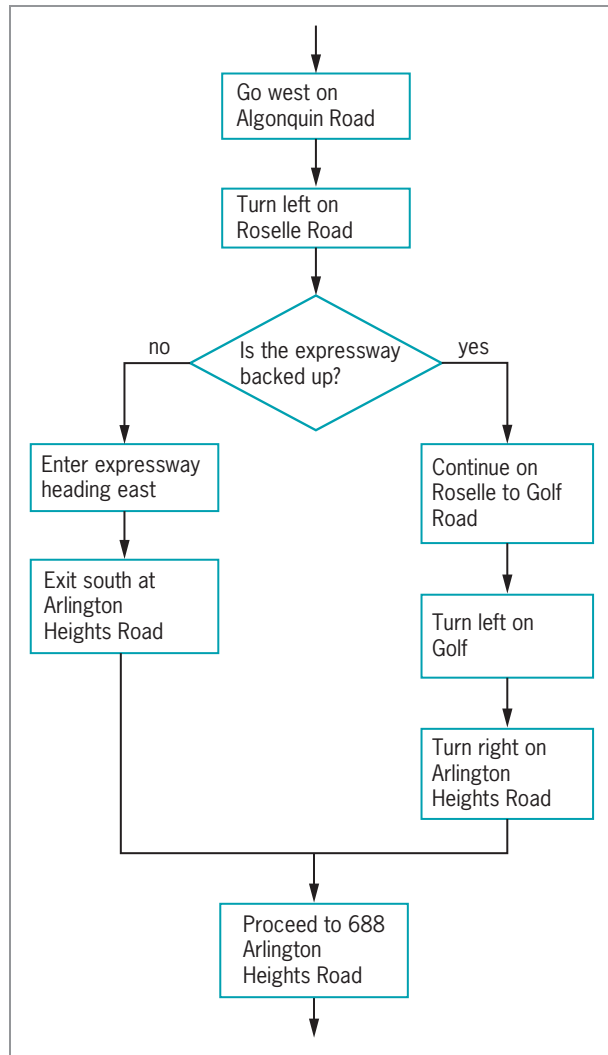 Go west on
Algonquin Road
Turn left on
Roselle Road
Is the expressway
backed up?
no
yes
Enter expressway
heading east
Exit south at
Arlington
Heights Road
Continue on
Roselle to Golf
Road
Turn left on
Golf
Turn right on
Arlington
Heights Road
Proceed to 688
Arlington
Heights Road